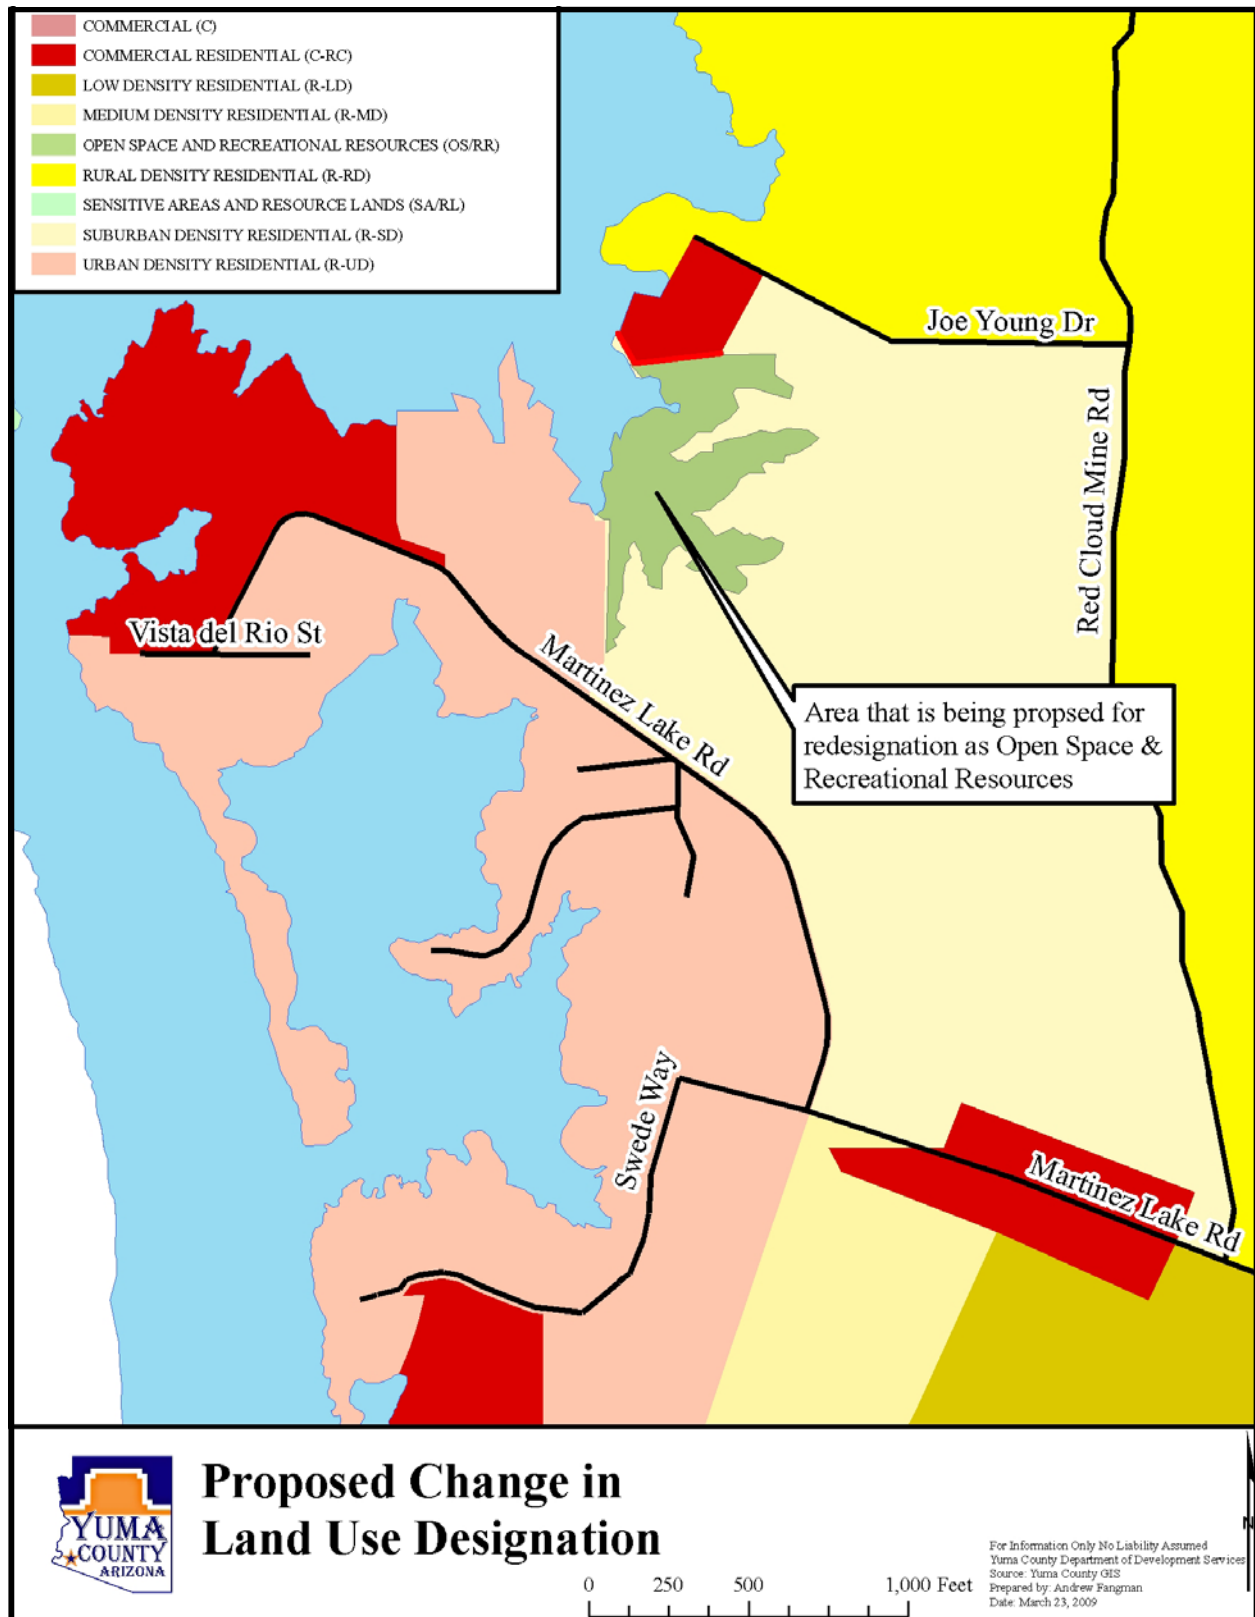 COMMERCIAL (C)
COMMERCIAL RESIDENTIAL (C-RC)
LOW DENSITY RESIDENTIAL (R-LD)
MEDIUM DENSITY RESIDENTIAL (R-MD)
OPEN SPACE AND RECREATIONAL RESOURCES (OS/RR)
RURAL DENSITY RESIDENTIAL (R-RD)
SENSITIVE AREAS AND RESOURCE LANDS (SA/RL)
SUBURBAN DENSITY RESIDENTIAL (R-SD)
URBAN DENSITY RESIDENTIAL (R-UD)
Joe Young Dr
Red Cloud Mine Rd
Vista del Rio St
Martinez Lake Rd
Area that is being propsed for
redesignation as Open Space &
Recreational Resources
Swede Way
Martinez Lake Rd
YUMA
COUNTY
ARIZONA
Proposed Change in
Land Use Designation
0 250 500 1,000 Feet
N
For Information Only No Liability Assumed
Yuma County Department of Development Services
Source: Yuma County GIS
Prepared by: Andrew Fangman
Date: March 23, 2009